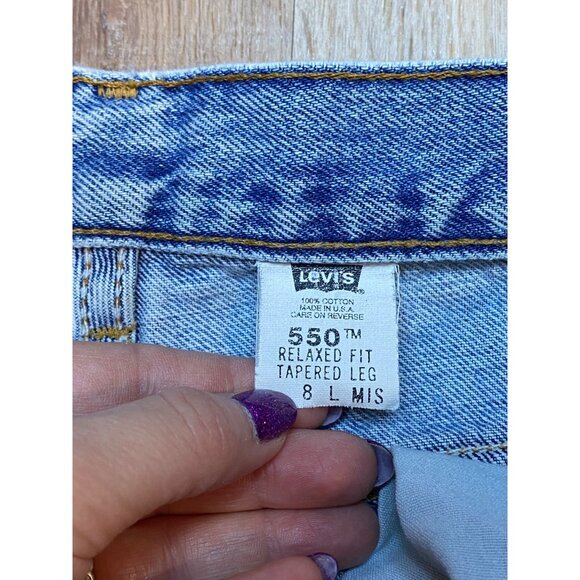 LEVI'S
100% COTTON
MADE IN U.S.A.
CARE ON REVERSE
550™
RELAXED FIT
TAPERED LEG
8 L MIS